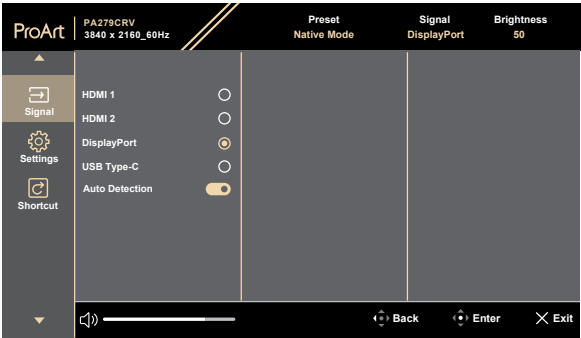 ProArt
PA279CRV
3840 x 2160_60Hz
Preset
Native Mode
Signal
DisplayPort
Brightness
50
Signal
Settings
Shortcut
HDMI 1
HDMI 2
DisplayPort
USB Type-C
Auto Detection
Back
Enter
Exit